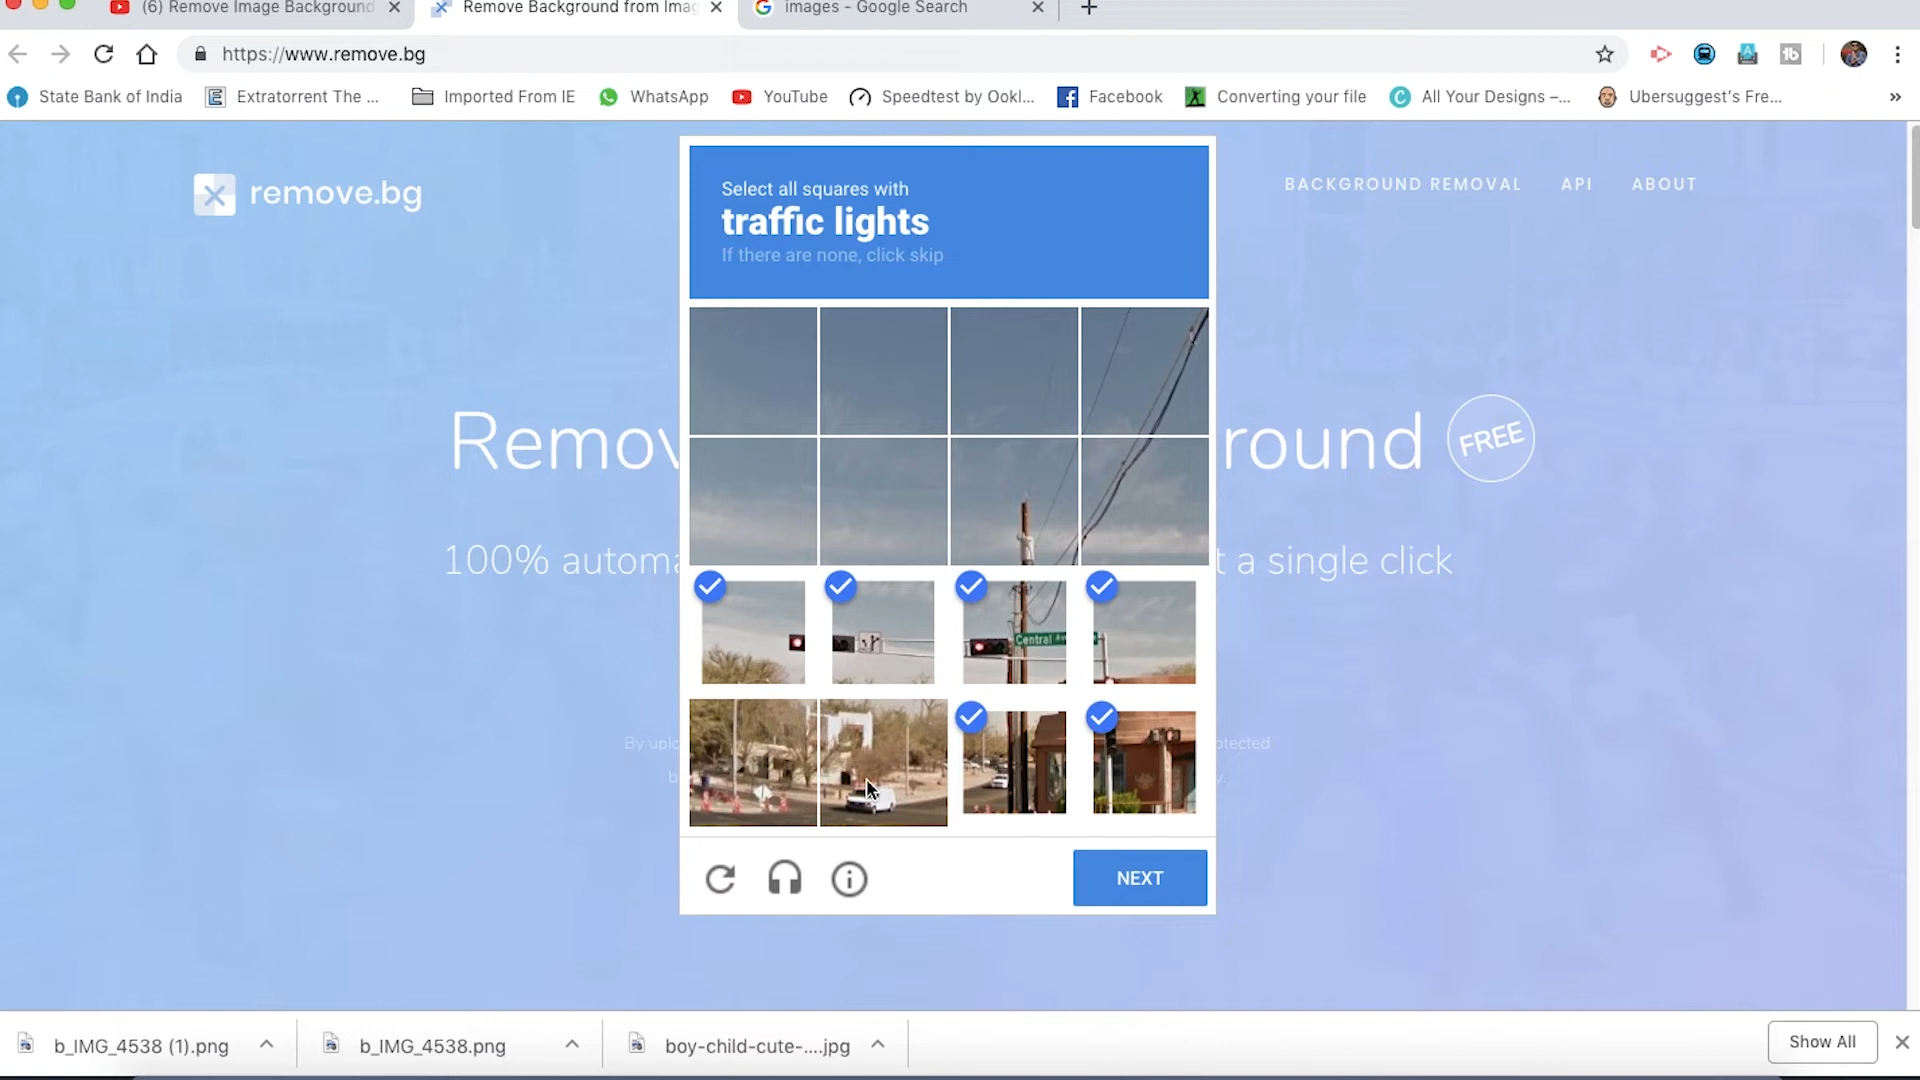 (6) Remove Image Background
Remove Background from Imag
images - Google Search
https://www.remove.bg
State Bank of India
Extratorrent The ...
Imported From IE
WhatsApp
YouTube
Speedtest by Ookl...
Facebook
Converting your file
All Your Designs –...
Ubersuggest's Fre...
remove.bg
BACKGROUND REMOVAL
API
ABOUT
Select all squares with
traffic lights
If there are none, click skip
Remov
round
FREE
100% automa
t a single click
Central Av
By uplo
otected
b
y.
NEXT
b_IMG_4538 (1).png
b_IMG_4538.png
boy-child-cute-....jpg
Show All